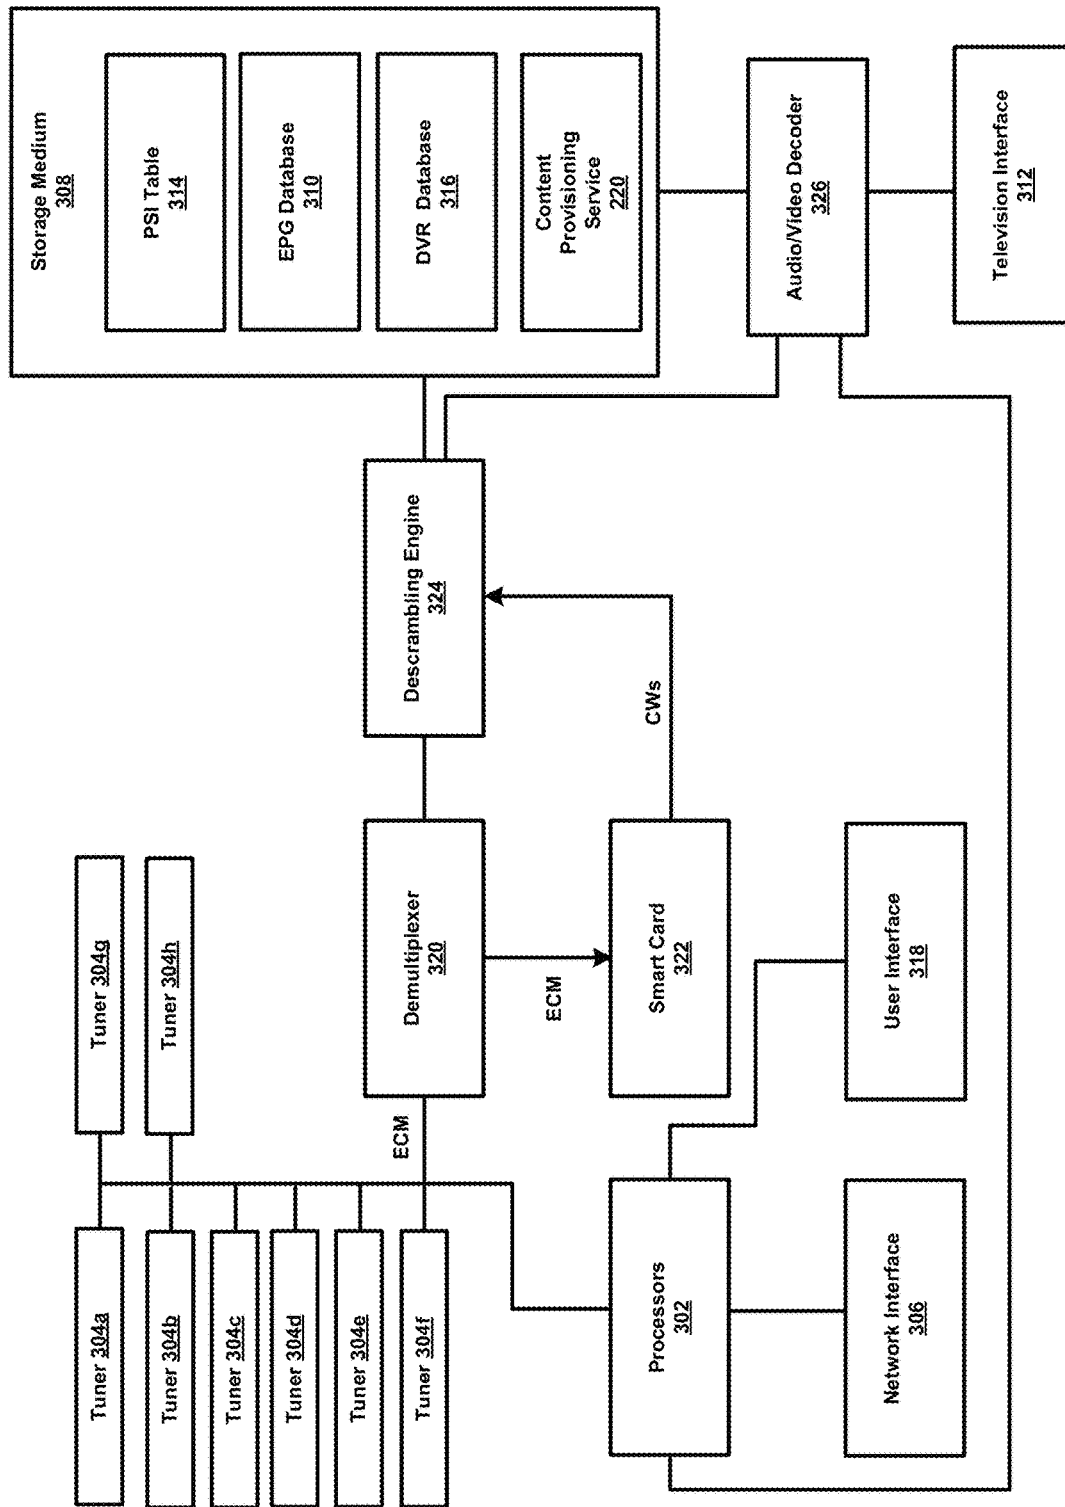 Tuner 304a
Tuner 304b
Tuner 304c
Tuner 304d
Tuner 304e
Tuner 304f
Tuner 304g
Tuner 304h
ECM
Demultiplexer
320
ECM
Smart Card
322
CWs
Descrambling Engine
324
Storage Medium
308
PSI Table
314
EPG Database
310
DVR Database
316
Content
Provisioning
Service
220
Audio/Video Decoder
326
Television Interface
312
Processors
302
User Interface
318
Network Interface
306